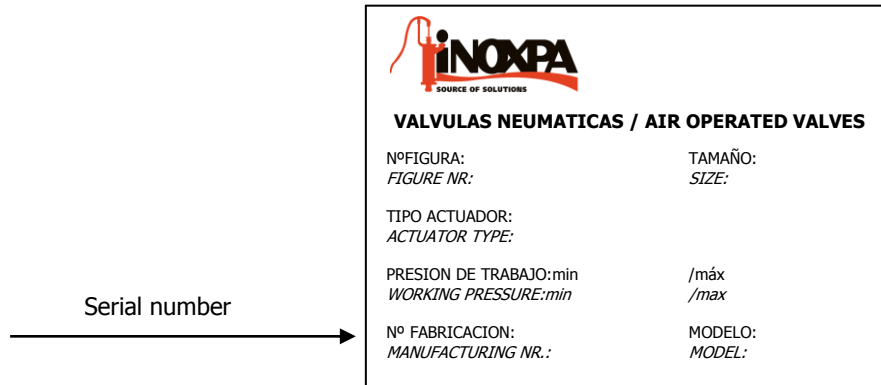 iNOXPA
SOURCE OF SOLUTIONS
VALVULAS NEUMATICAS / AIR OPERATED VALVES
NºFIGURA: TAMAÑO:
FIGURE NR: SIZE:
TIPO ACTUADOR:
ACTUATOR TYPE:
PRESION DE TRABAJO:min /máx
WORKING PRESSURE:min /max
Serial number
Nº FABRICACION: MODELO:
MANUFACTURING NR.: MODEL: